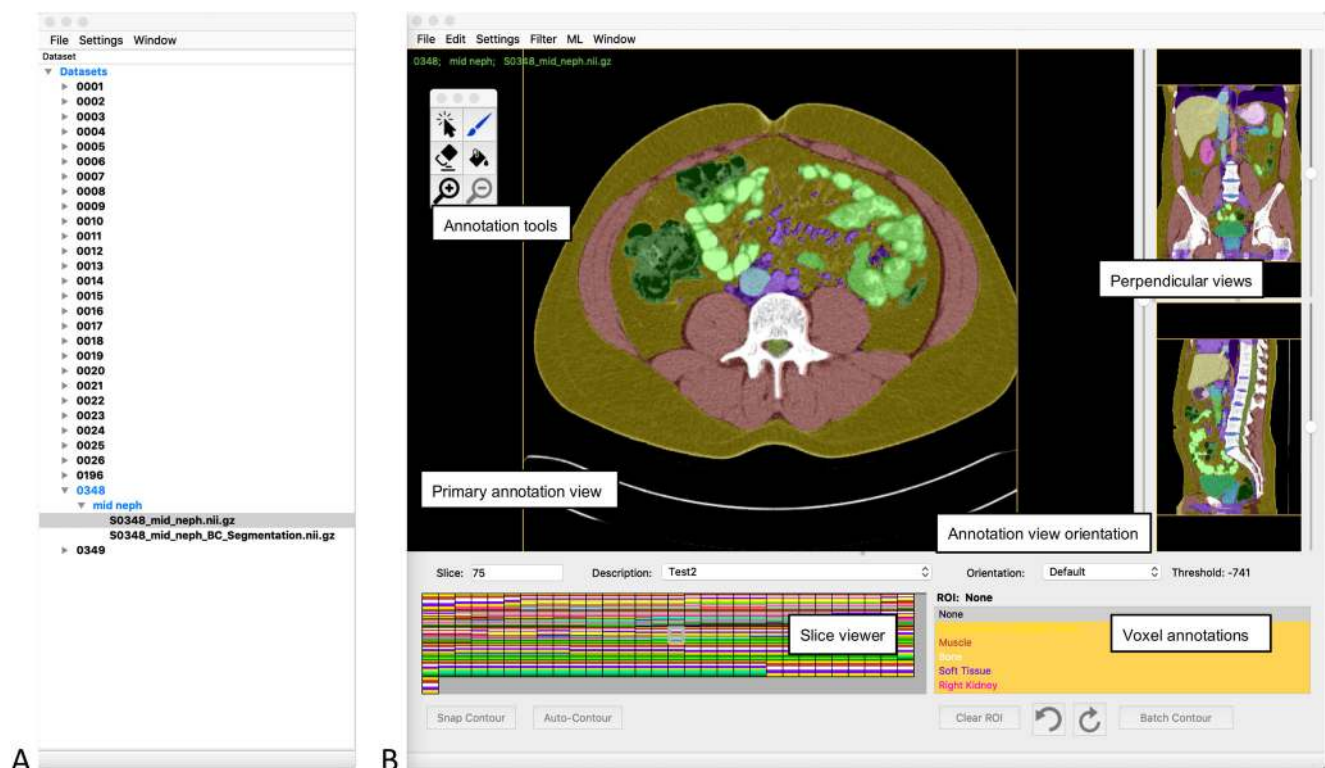 File Settings Window
Dataset
Datasets
0001
0002
0003
0004
0005
0006
0007
0008
0009
0010
0011
0012
0013
0014
0015
0016
0017
0018
0019
0020
0021
0022
0023
0024
0025
0026
0196
0348
mid neph
S0348_mid_neph.nii.gz
S0348_mid_neph_BC_Segmentation.nii.gz
0349
A
File Edit Settings Filter ML Window
0348; mid neph; S0348_mid_neph.nii.gz
Annotation tools
Perpendicular views
Primary annotation view
Annotation view orientation
Slice: 75 Description: Test2 Orientation: Default Threshold: -741
Slice viewer
ROI: None
None
Voxel annotations
Muscle
Bone
Soft Tissue
Right Kidney
Snap Contour Auto-Contour Clear ROI Batch Contour
B